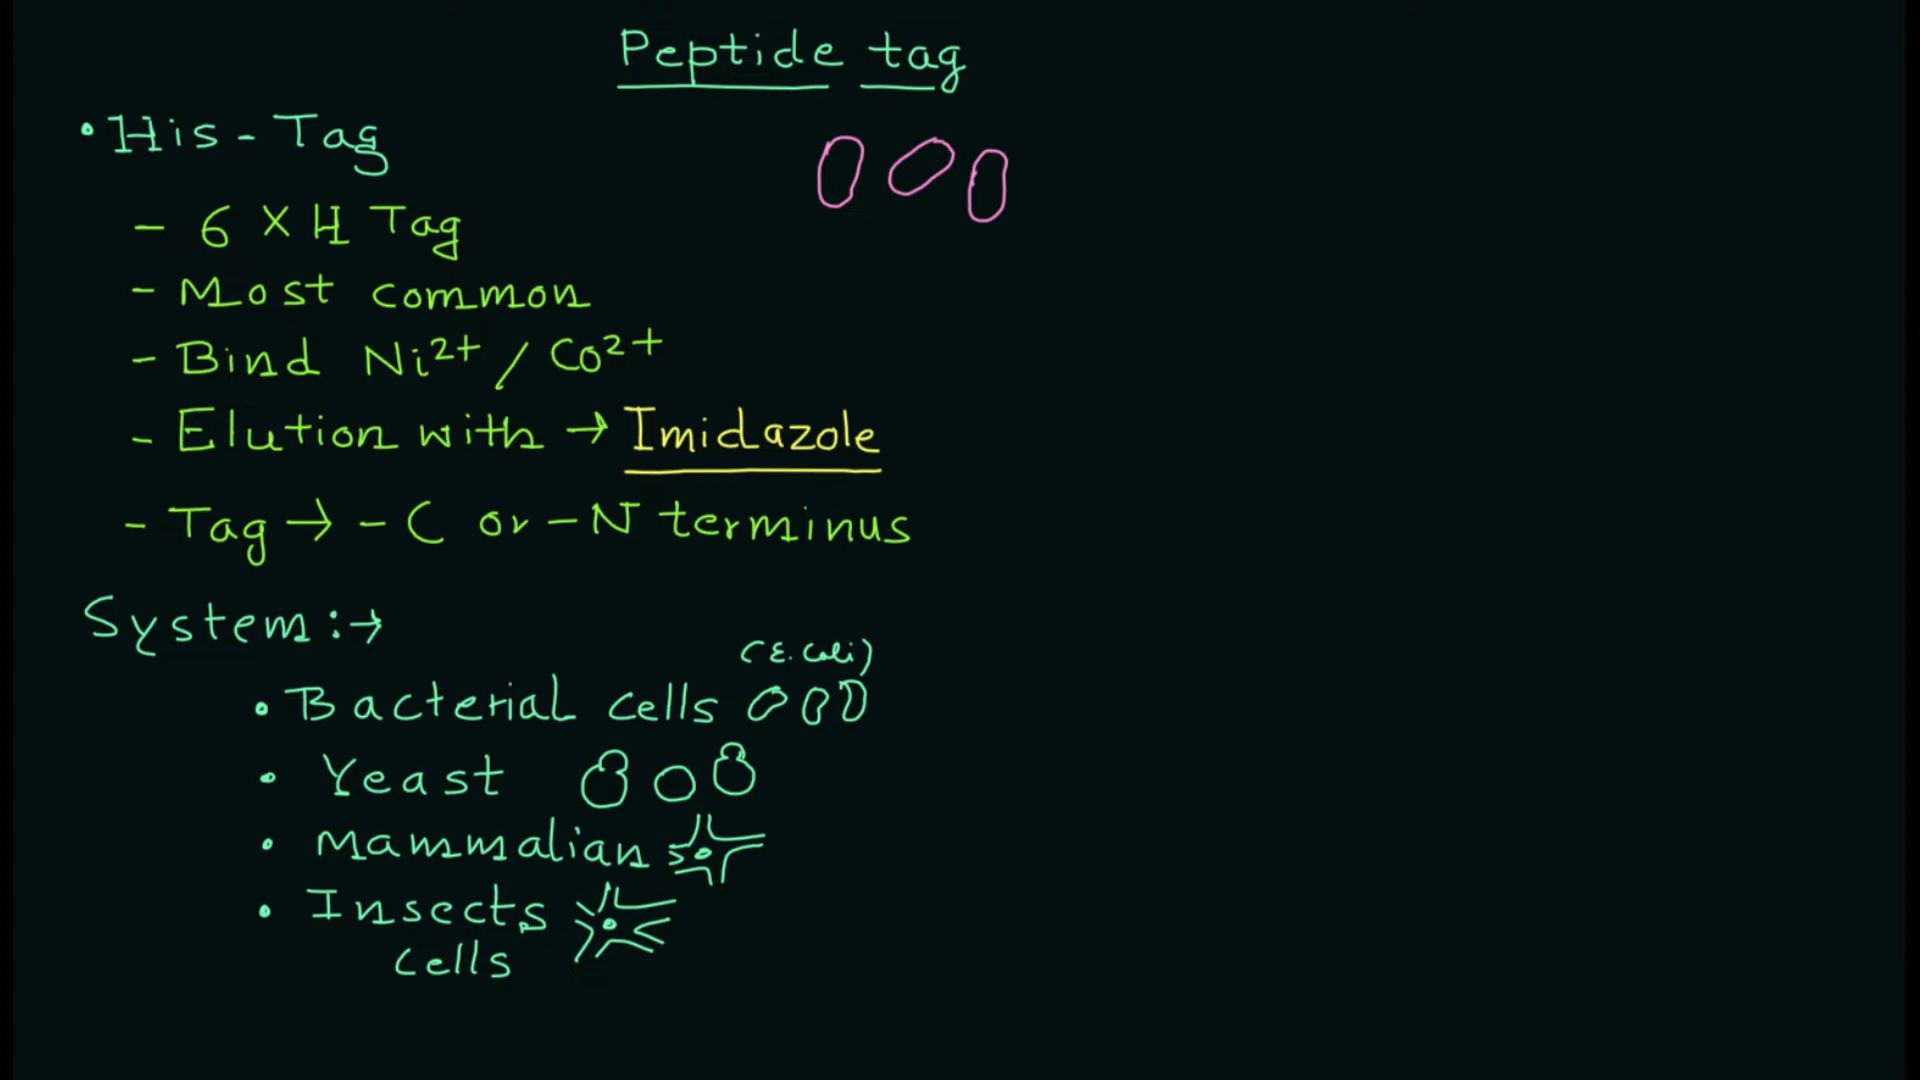 Peptide tag
• His - Tag
- 6 X H Tag
- Most common
- Bind Ni²⁺ / Co²⁺
- Elution with → Imidazole
- Tag → - C or - N terminus
System :→
(E. Coli)
• Bacterial cells
• Yeast
• Mammalian
• Insects
cells